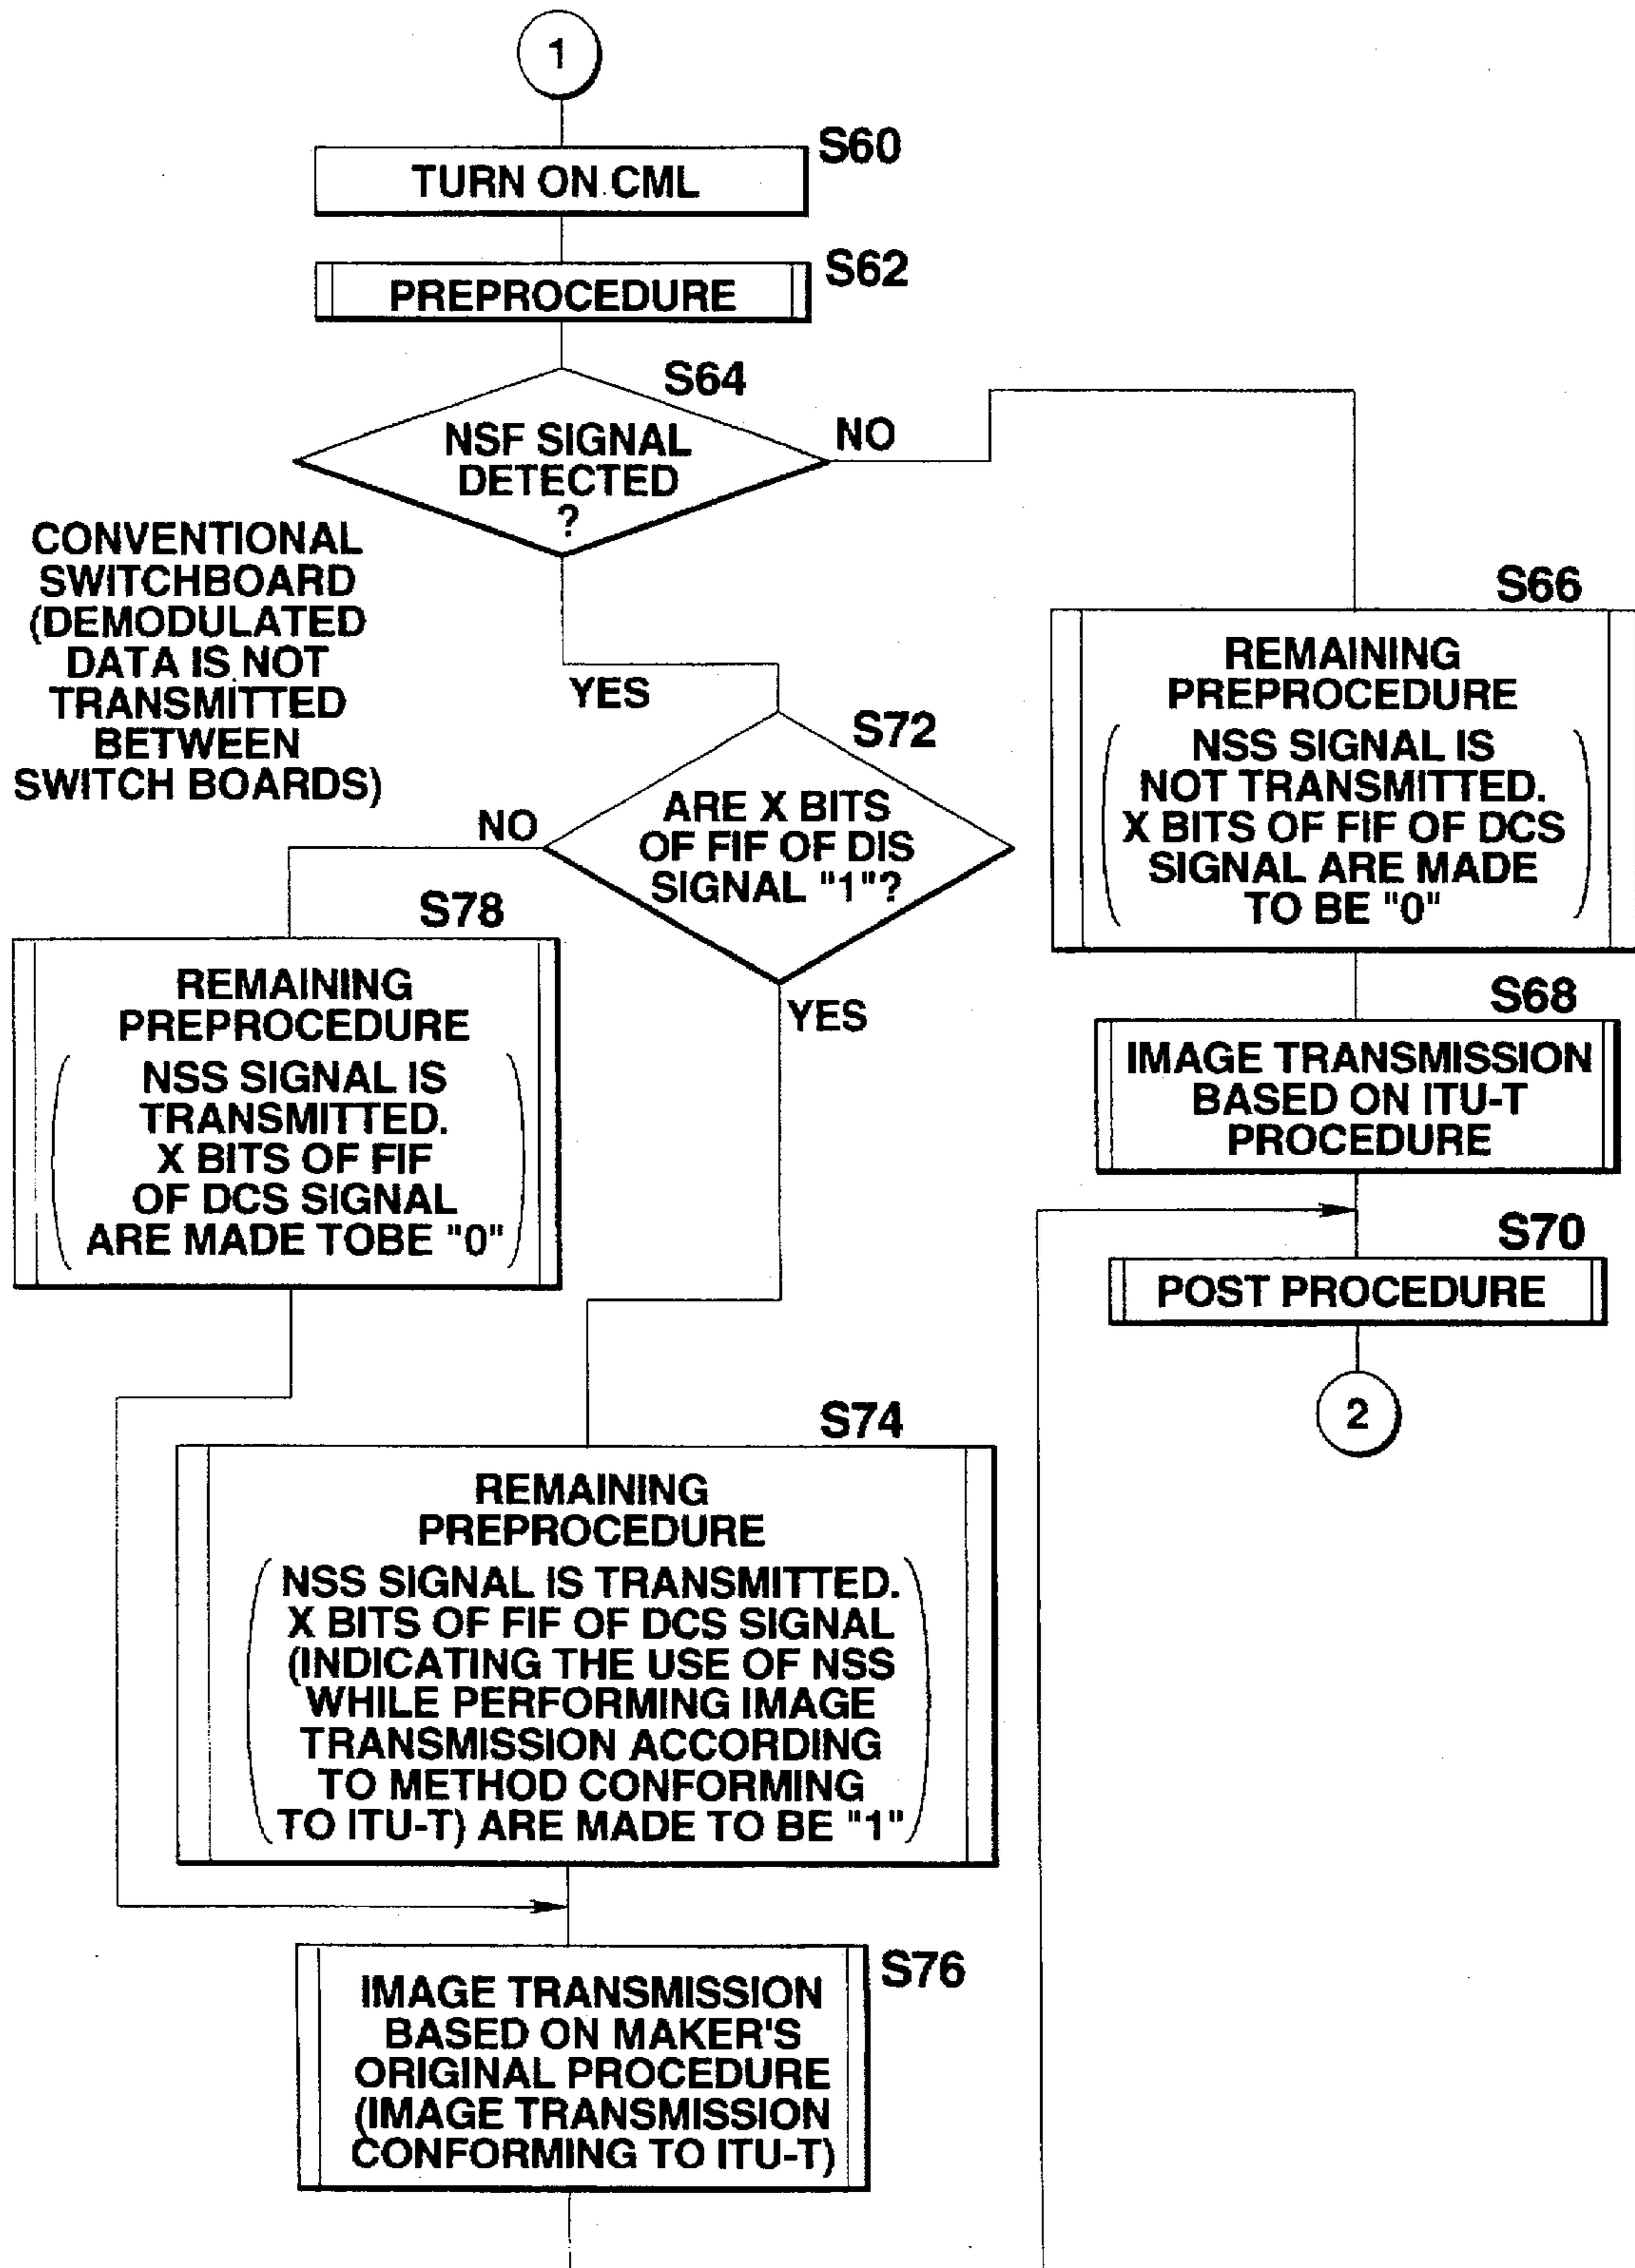 1
S60
TURN ON CML
S62
PREPROCEDURE
S64
NSF SIGNAL
DETECTED
?
NO
YES
CONVENTIONAL
SWITCHBOARD
(DEMODULATED
DATA IS NOT
TRANSMITTED
BETWEEN
SWITCH BOARDS)
S72
ARE X BITS
OF FIF OF DIS
SIGNAL "1"?
NO
YES
S66
REMAINING
PREPROCEDURE
NSS SIGNAL IS
NOT TRANSMITTED.
X BITS OF FIF OF DCS
SIGNAL ARE MADE
TO BE "0"
S68
IMAGE TRANSMISSION
BASED ON ITU-T
PROCEDURE
S70
POST PROCEDURE
2
S78
REMAINING
PREPROCEDURE
NSS SIGNAL IS
TRANSMITTED.
X BITS OF FIF
OF DCS SIGNAL
ARE MADE TOBE "0"
S74
REMAINING
PREPROCEDURE
NSS SIGNAL IS TRANSMITTED.
X BITS OF FIF OF DCS SIGNAL
(INDICATING THE USE OF NSS
WHILE PERFORMING IMAGE
TRANSMISSION ACCORDING
TO METHOD CONFORMING
TO ITU-T) ARE MADE TO BE "1"
S76
IMAGE TRANSMISSION
BASED ON MAKER'S
ORIGINAL PROCEDURE
(IMAGE TRANSMISSION
CONFORMING TO ITU-T)